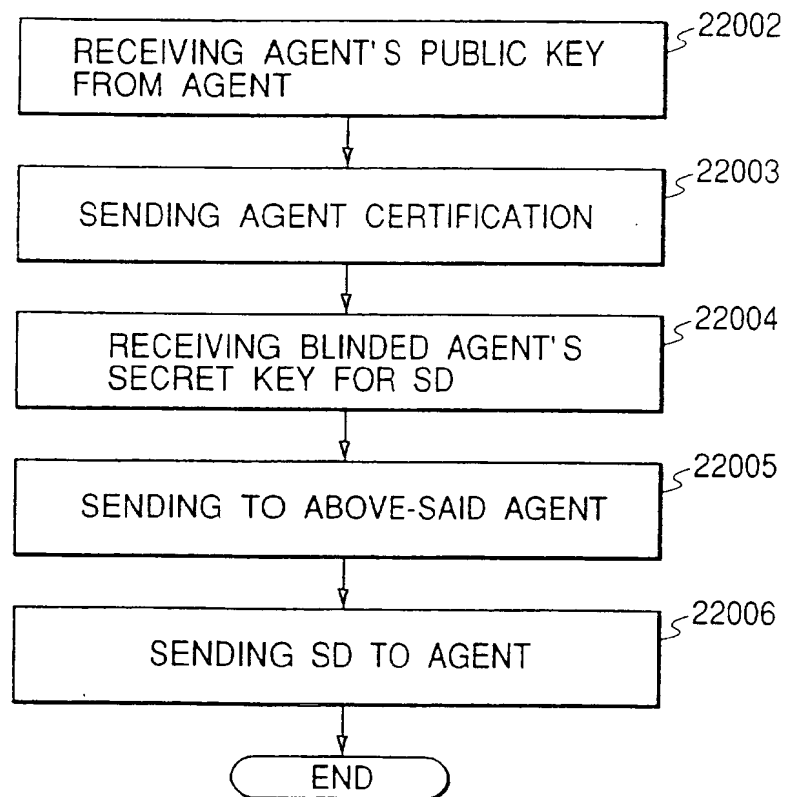 22002
RECEIVING AGENT'S PUBLIC KEY
FROM AGENT
22003
SENDING AGENT CERTIFICATION
22004
RECEIVING BLINDED AGENT'S
SECRET KEY FOR SD
22005
SENDING TO ABOVE-SAID AGENT
22006
SENDING SD TO AGENT
END